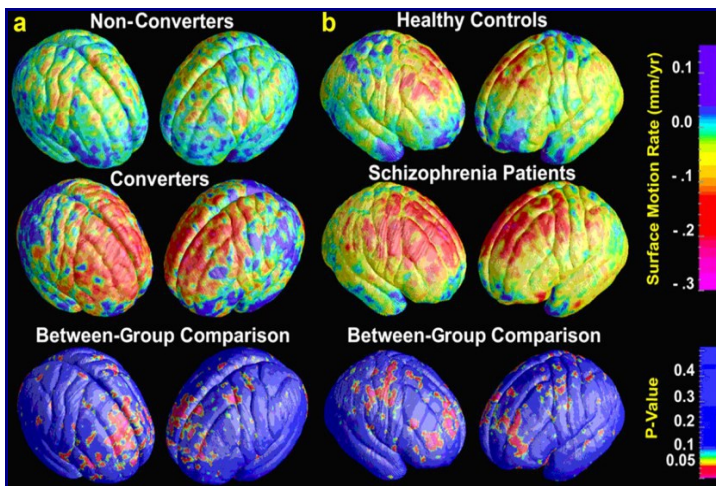 a
Non-Converters
b
Healthy Controls
Converters
Schizophrenia Patients
Between-Group Comparison
Between-Group Comparison
Surface Motion Rate (mm/yr)
0.1
0.0
-.1
-.2
-.3
P-Value
0.4
0.3
0.2
0.1
0.05